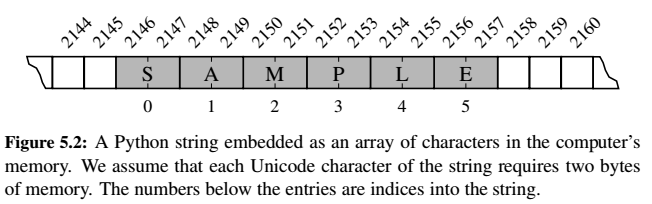 2144 2145 2146 2147 2148 2149 2150 2151 2152 2153 2154 2155 2156 2157 2158 2159 2160
S A M P L E
0 1 2 3 4 5
Figure 5.2: A Python string embedded as an array of characters in the computer’s
memory. We assume that each Unicode character of the string requires two bytes
of memory. The numbers below the entries are indices into the string.